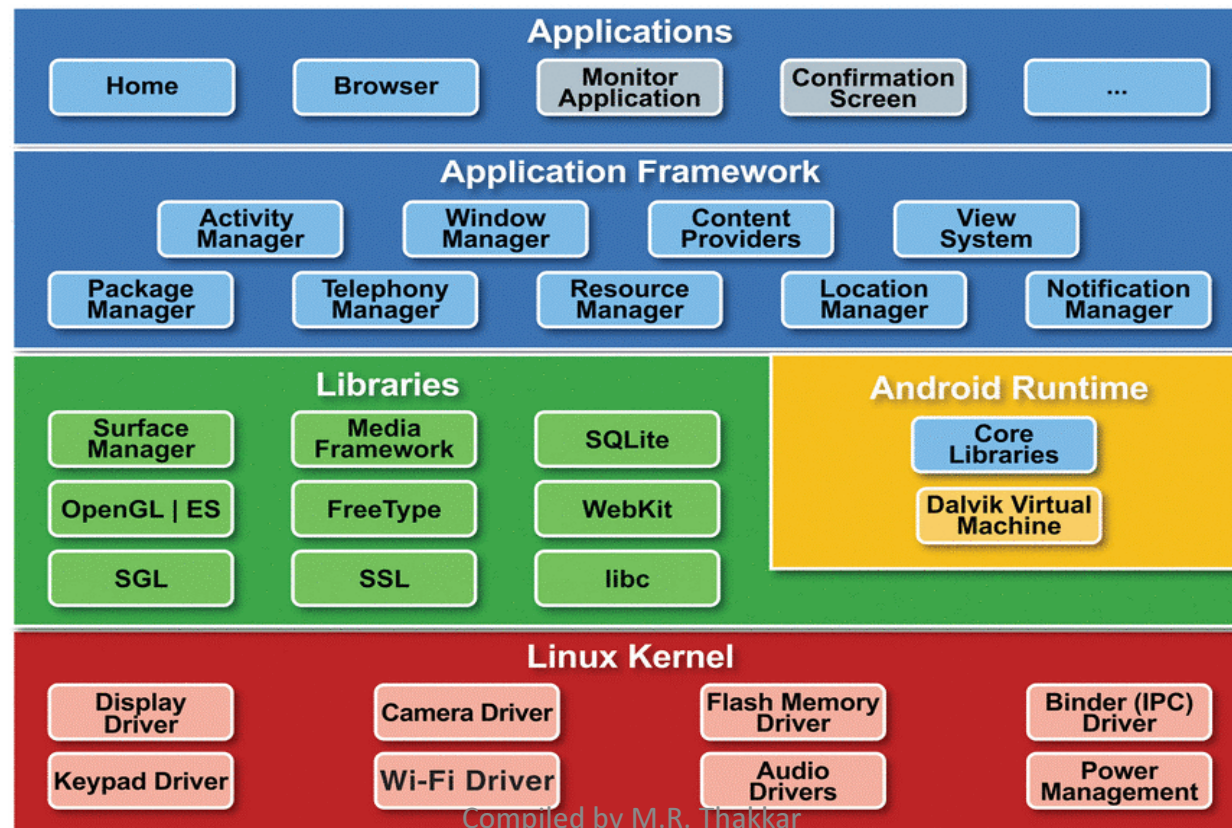 Applications
Home
Browser
Monitor
Application
Confirmation
Screen
...
Application Framework
Activity
Manager
Window
Manager
Content
Providers
View
System
Package
Manager
Telephony
Manager
Resource
Manager
Location
Manager
Notification
Manager
Libraries
Surface
Manager
Media
Framework
SQLite
OpenGL | ES
FreeType
WebKit
SGL
SSL
libc
Android Runtime
Core
Libraries
Dalvik Virtual
Machine
Linux Kernel
Display
Driver
Camera Driver
Flash Memory
Driver
Binder (IPC)
Driver
Keypad Driver
Wi-Fi Driver
Audio
Drivers
Power
Management
Compiled by M.R. Thakkar